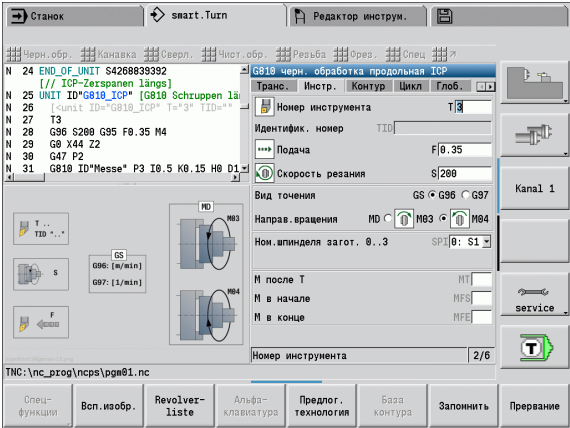 Станок
smart.Turn
Редактор инструм.
Черн.обр.
Канавка
Сверл.
Чист.обр.
Резьба
Фрез.
Спец
N 24 END_OF_UNIT S4268839392
[// ICP-Zerspanen längs]
N 25 UNIT ID"G810_ICP" [G810 Schruppen lä
N 26 [<unit ID="G810_ICP" T="3" TID=""
N 27 T3
N 28 G96 S200 G95 F0.35 M4
N 29 G0 X44 Z2
N 30 G47 P2
N 31 G810 ID"Messe" P3 I0.5 K0.15 H0 D1
G810 черн. обработка продольная ICP
Транс.
Инстр.
Контур
Цикл
Глоб.
Номер инструмента
T 3
Идентифик. номер
TID
Подача
F 0.35
Скорость резания
S 200
Вид точения
GS G96 G97
Направ.вращения
MD M03 M04
Ном.шпинделя загот. 0..3
SPI 0: S1
M после T
MT
M в начале
MFS
M в конце
MFE
Номер инструмента
2/6
T ..
TID ".."
S
F
GS
G96: [m/min]
G97: [1/min]
MD
M03
M04
Kanal 1
service
T
TNC:\nc_prog\ncps\pgm01.nc
Спец-
функции
Всп.изобр.
Revolver-
liste
Альфа-
клавиатура
Предлог.
технология
База
контура
Запомнить
Прервание